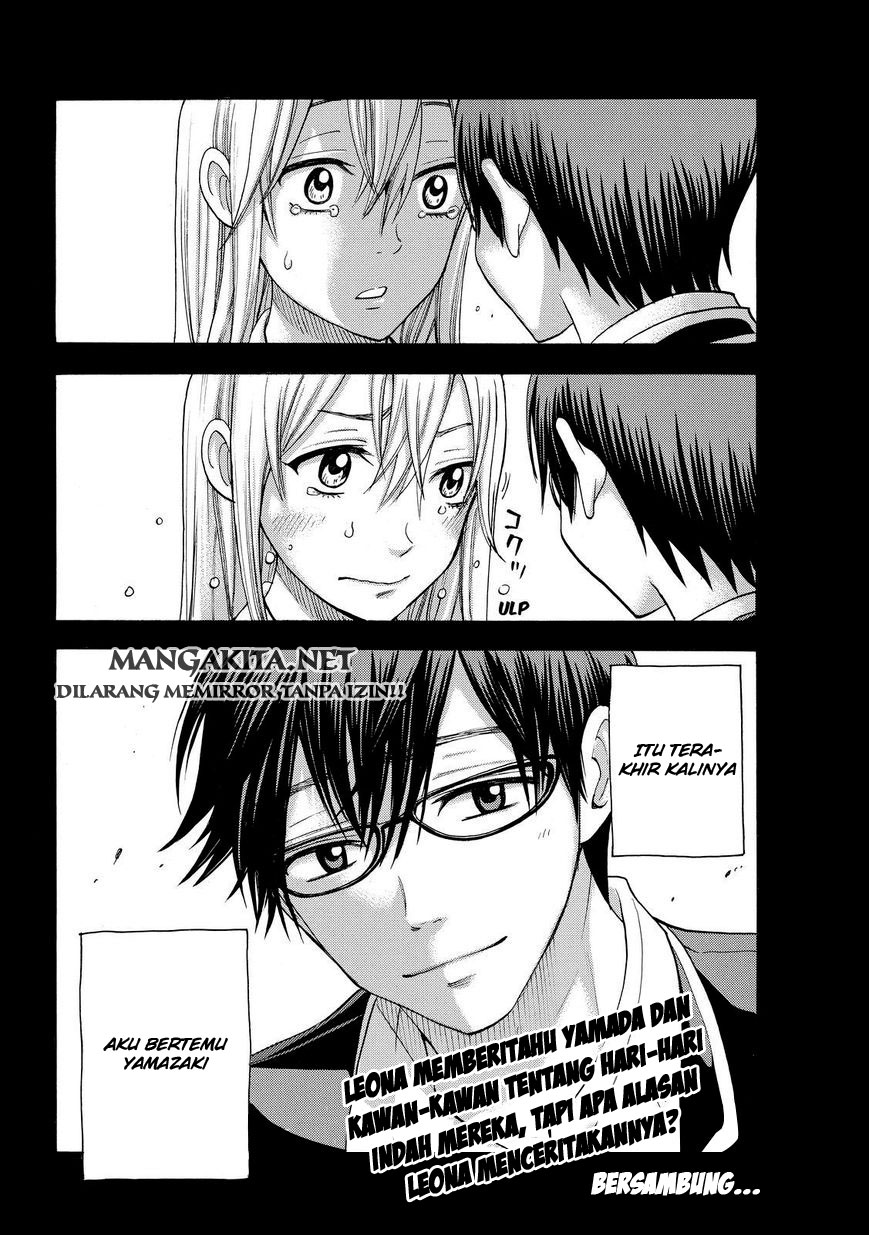 コクッ
ULP
MANGAKITA.NET
DILARANG MEMIRROR TANPA IZIN!!
ITU TERA-
KHIR KALINYA
AKU BERTEMU
YAMAZAKI
LEONA MEMBERITAHU YAMADA DAN
KAWAN-KAWAN TENTANG HARI-HARI
INDAH MEREKA, TAPI APA ALASAN
LEONA MENCERITAKANNYA?
BERSAMBUNG...